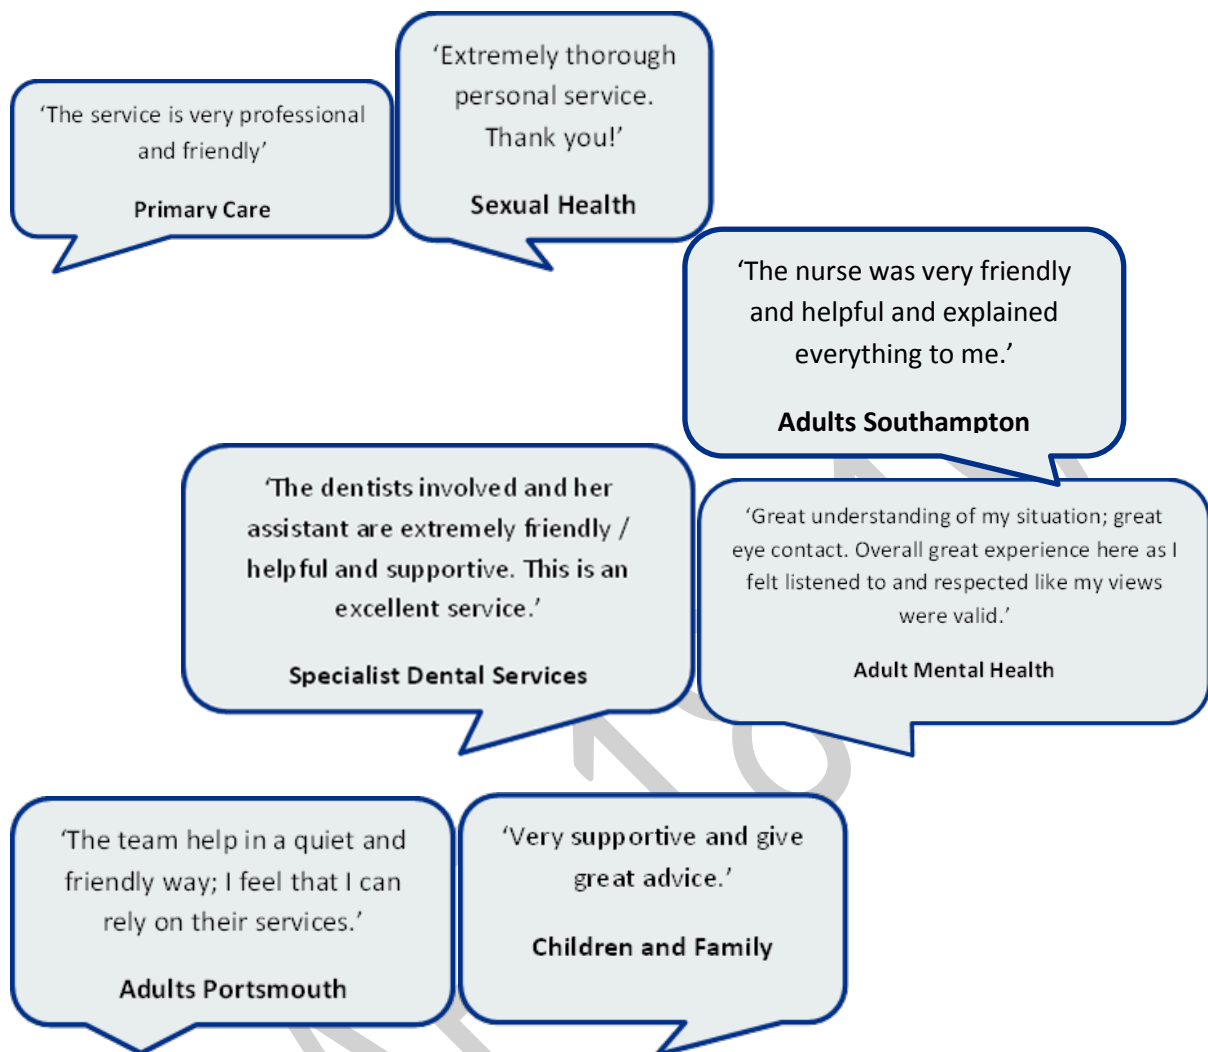 ‘The service is very professional
and friendly’
Primary Care
‘Extremely thorough
personal service.
Thank you!’
Sexual Health
‘The nurse was very friendly
and helpful and explained
everything to me.’
Adults Southampton
‘The dentists involved and her
assistant are extremely friendly /
helpful and supportive. This is an
excellent service.’
Specialist Dental Services
‘Great understanding of my situation; great
eye contact. Overall great experience here as I
felt listened to and respected like my views
were valid.’
Adult Mental Health
‘The team help in a quiet and
friendly way; I feel that I can
rely on their services.’
Adults Portsmouth
‘Very supportive and give
great advice.’
Children and Family